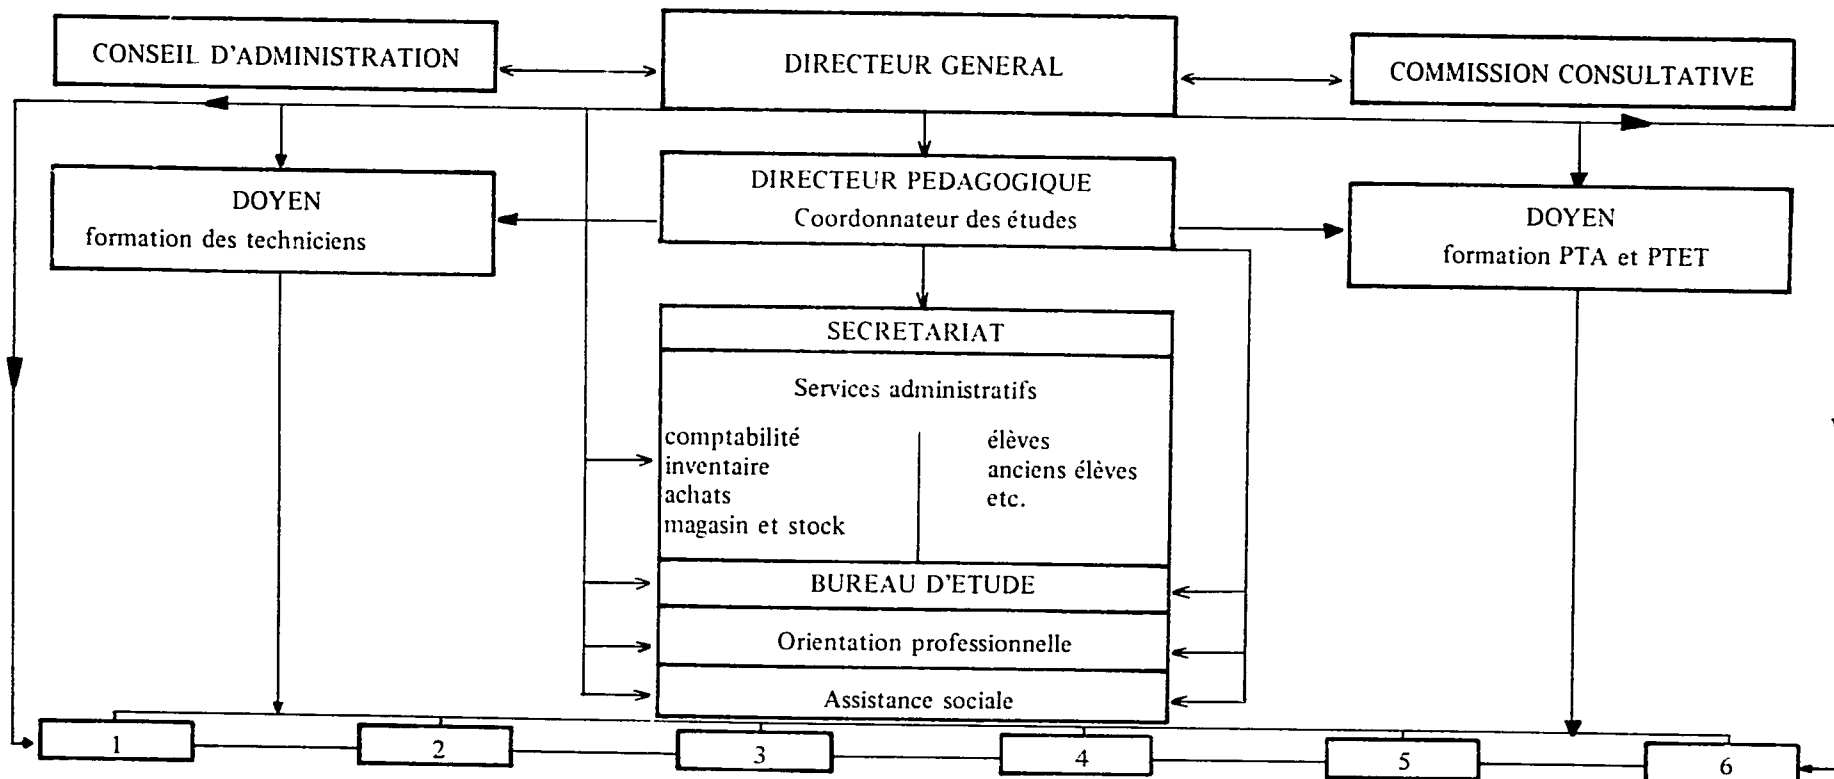 CONSEIL D'ADMINISTRATION
DIRECTEUR GENERAL
COMMISSION CONSULTATIVE
DOYEN
formation des techniciens
DIRECTEUR PEDAGOGIQUE
Coordonnateur des études
DOYEN
formation PTA et PTET
SECRETARIAT
Services administratifs
comptabilité
inventaire
achats
magasin et stock
élèves
anciens élèves
etc.
BUREAU D'ETUDE
Orientation professionnelle
Assistance sociale
1
2
3
4
5
6